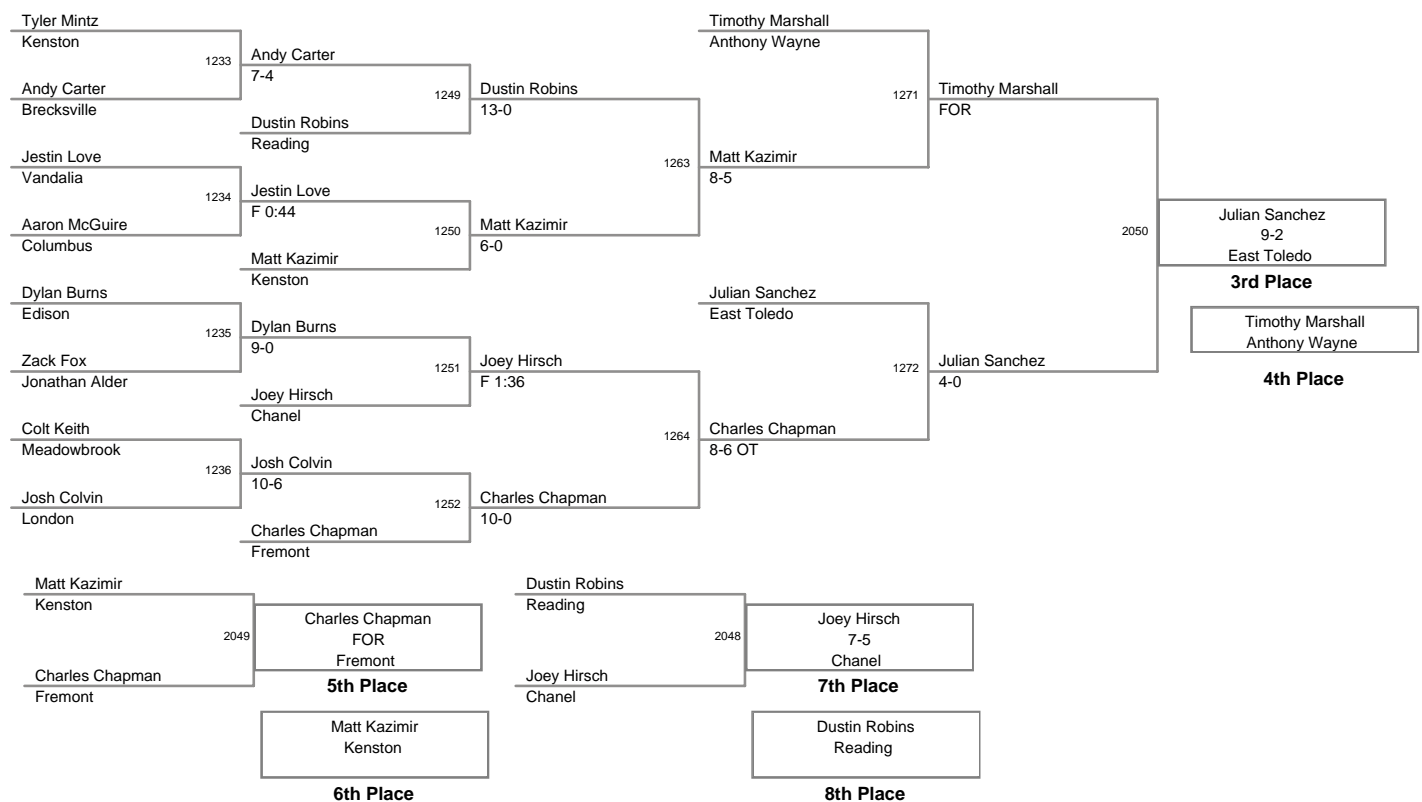 Tyler Mintz
Kenston
1233
Andy Carter
Brecksville
Andy Carter
7-4
1249
Dustin Robins
Reading
Dustin Robins
13-0
Jestin Love
Vandalia
1234
Aaron McGuire
Columbus
Jestin Love
F 0:44
1250
Matt Kazimir
Kenston
Matt Kazimir
6-0
1263
Matt Kazimir
8-5
Timothy Marshall
Anthony Wayne
1271
Timothy Marshall
FOR
Dylan Burns
Edison
1235
Zack Fox
Jonathan Alder
Dylan Burns
9-0
1251
Joey Hirsch
Chanel
Joey Hirsch
F 1:36
Colt Keith
Meadowbrook
1236
Josh Colvin
London
Josh Colvin
10-6
1252
Charles Chapman
Fremont
Charles Chapman
10-0
1264
Charles Chapman
8-6 OT
Julian Sanchez
East Toledo
1272
Julian Sanchez
4-0
2050
Julian Sanchez
9-2
East Toledo
3rd Place
Timothy Marshall
Anthony Wayne
4th Place
Matt Kazimir
Kenston
2049
Charles Chapman
Fremont
Charles Chapman
FOR
Fremont
5th Place
Matt Kazimir
Kenston
6th Place
Dustin Robins
Reading
2048
Joey Hirsch
Chanel
Joey Hirsch
7-5
Chanel
7th Place
Dustin Robins
Reading
8th Place